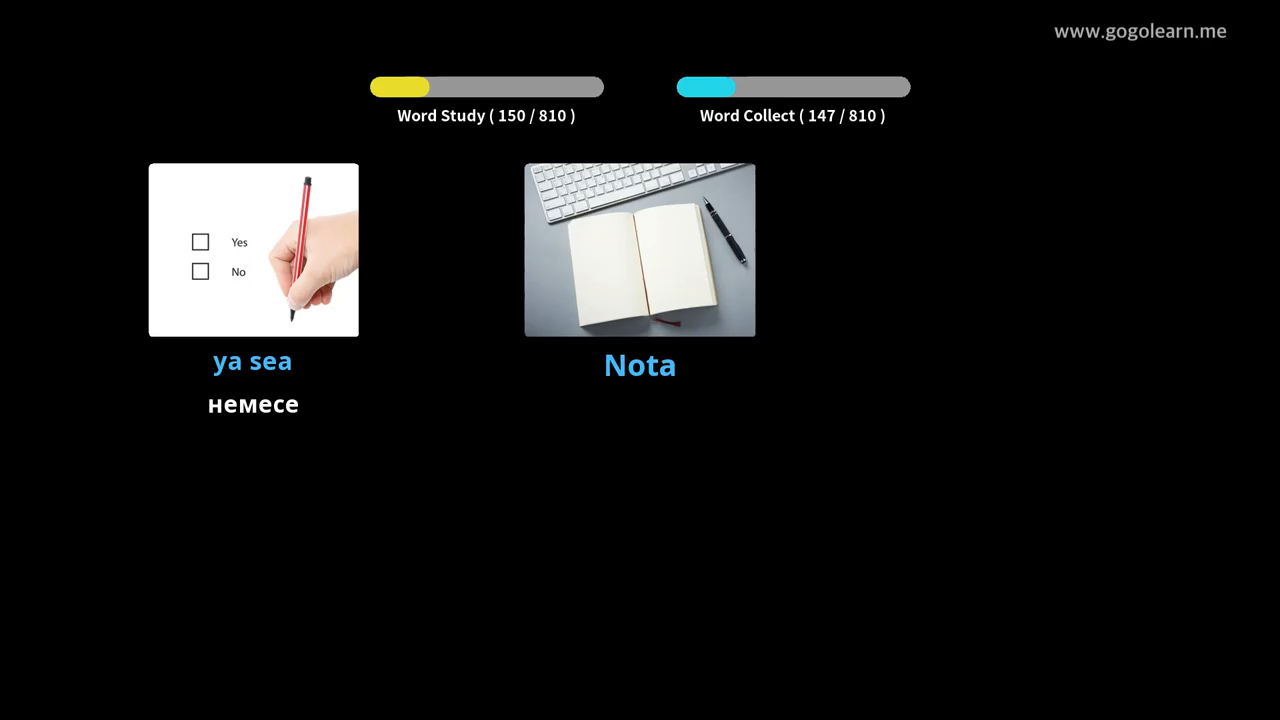 www.gogolearn.me
Word Study ( 150 / 810 )
Word Collect ( 147 / 810 )
Yes
No
ya sea
немесе
Nota